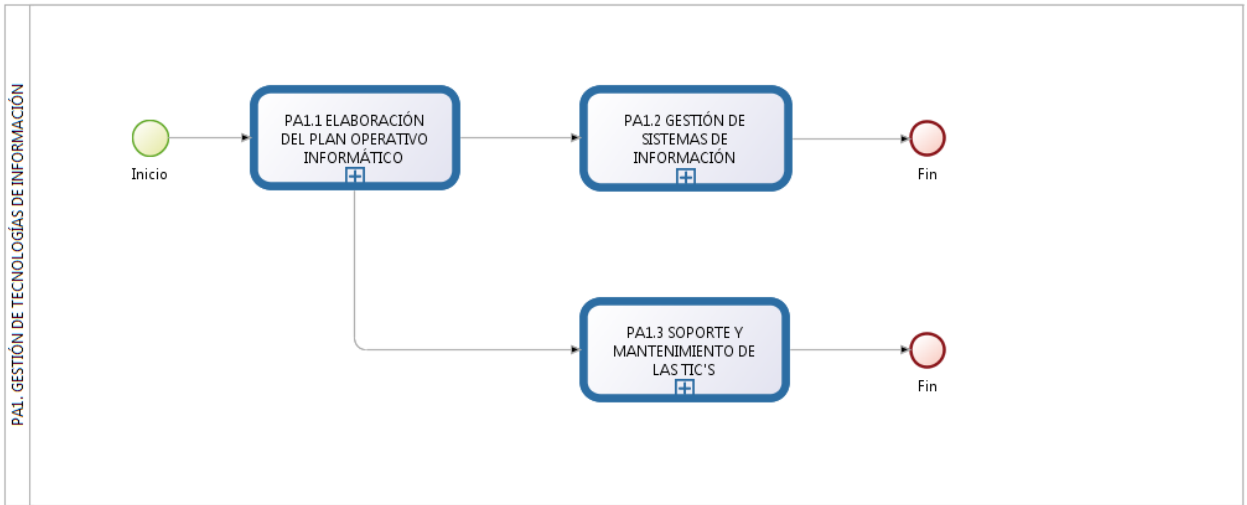 PA1. GESTIÓN DE TECNOLOGÍAS DE INFORMACIÓN
Inicio
PA1.1 ELABORACIÓN
DEL PLAN OPERATIVO
INFORMÁTICO
PA1.2 GESTIÓN DE
SISTEMAS DE
INFORMACIÓN
Fin
PA1.3 SOPORTE Y
MANTENIMIENTO DE
LAS TIC'S
Fin